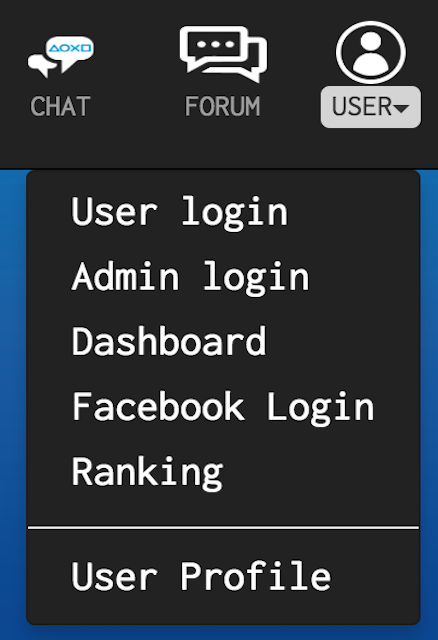 CHAT FORUM USER
User login
Admin login
Dashboard
Facebook Login
Ranking
User Profile